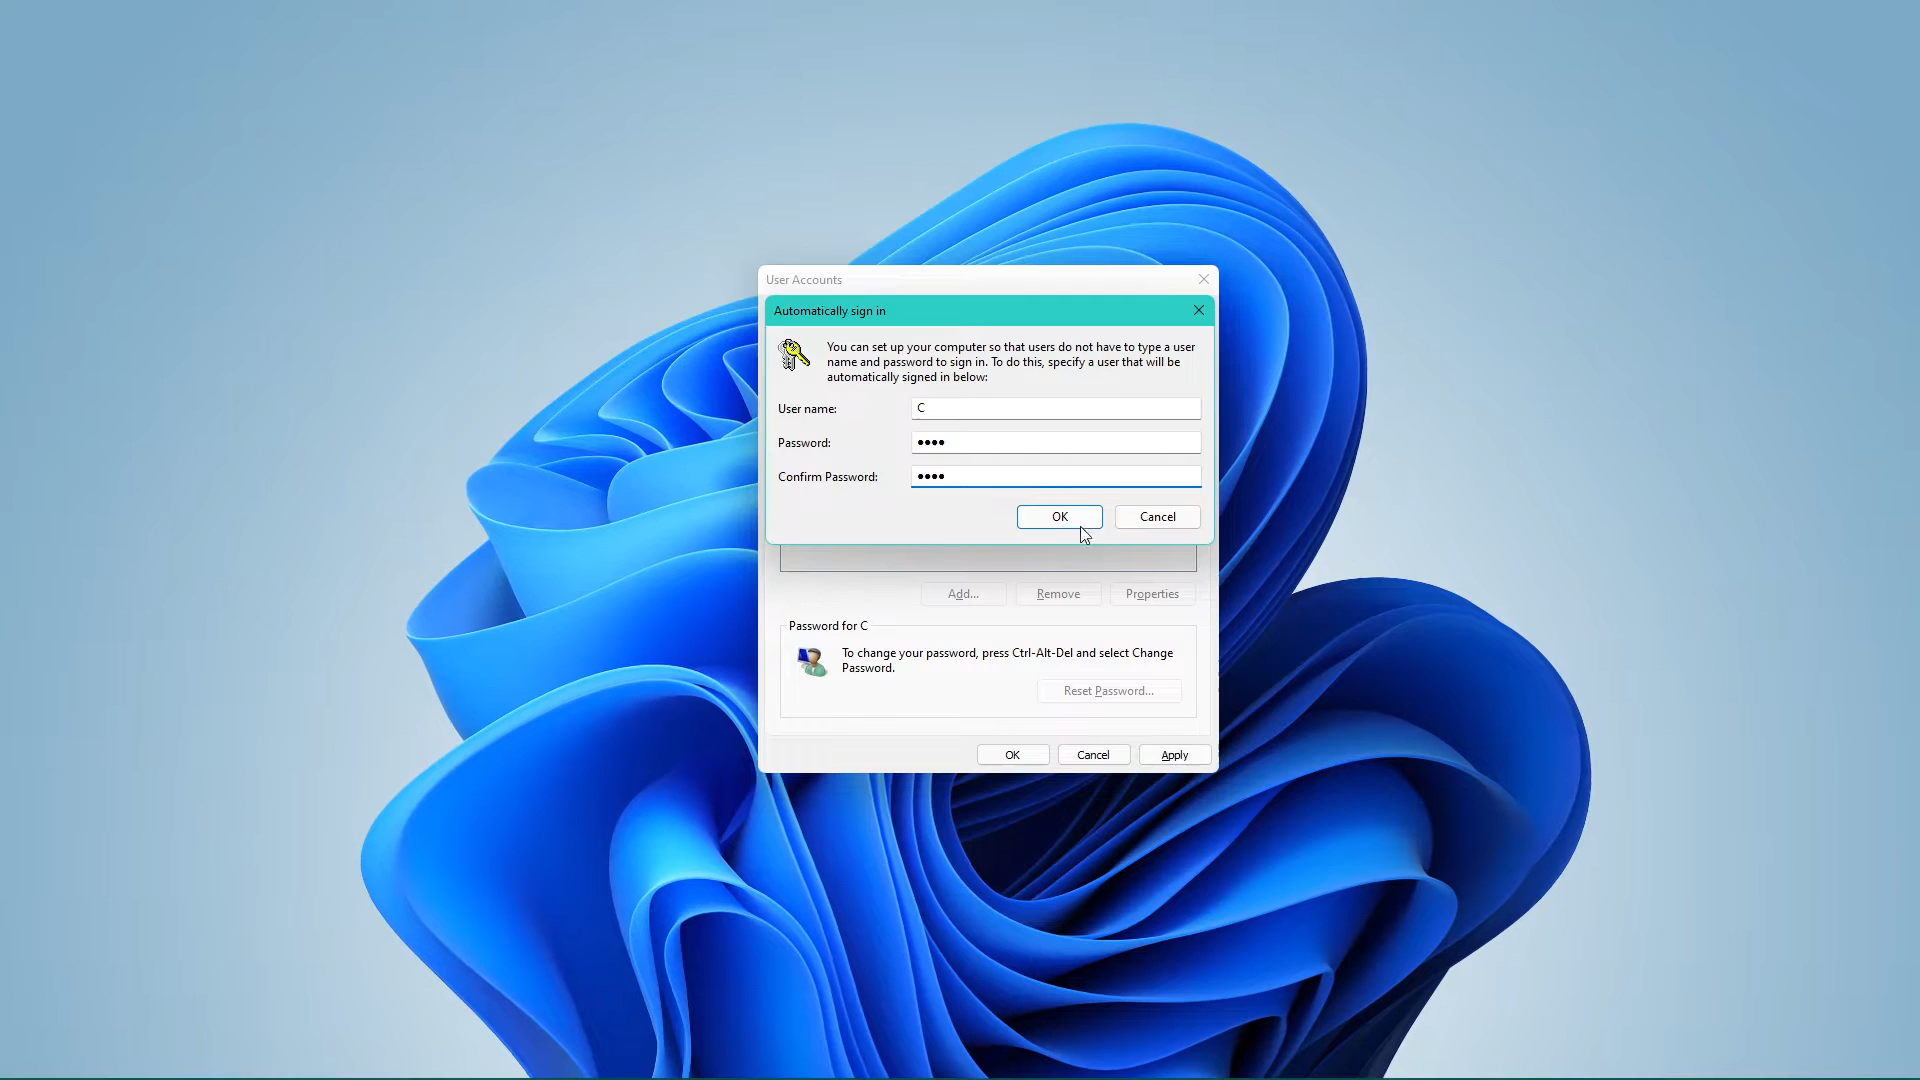 User Accounts
Automatically sign in
You can set up your computer so that users do not have to type a user
name and password to sign in. To do this, specify a user that will be
automatically signed in below:
User name: C
Password: ●●●●
Confirm Password: ●●●●
OK Cancel
Add... Remove Properties
Password for C
To change your password, press Ctrl-Alt-Del and select Change
Password.
Reset Password...
OK Cancel Apply